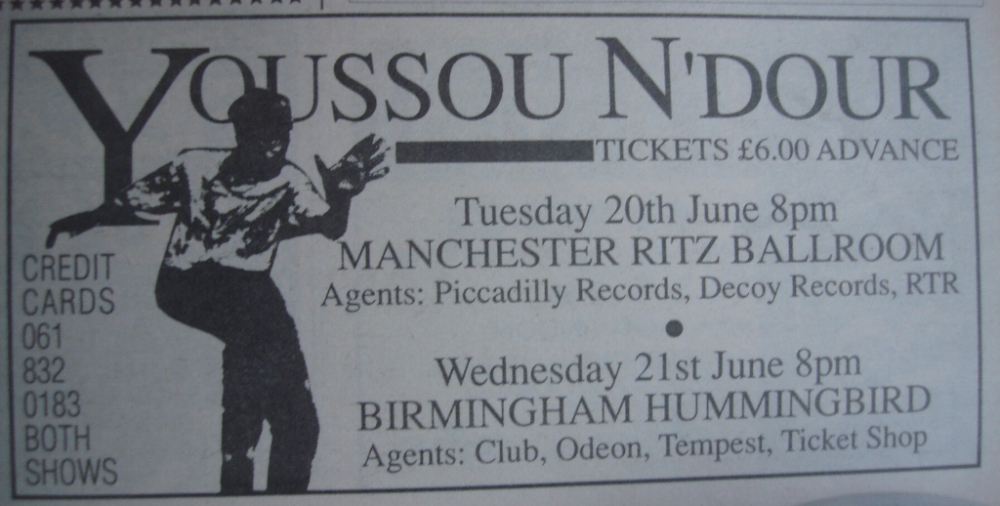 YOUSSOU N'DOUR
TICKETS £6.00 ADVANCE
Tuesday 20th June 8pm
MANCHESTER RITZ BALLROOM
Agents: Piccadilly Records, Decoy Records, RTR
●
Wednesday 21st June 8pm
BIRMINGHAM HUMMINGBIRD
Agents: Club, Odeon, Tempest, Ticket Shop
CREDIT
CARDS
061
832
0183
BOTH
SHOWS